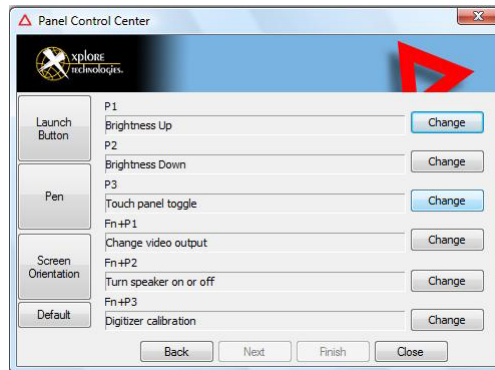 Panel Control Center
xplore
technologies.
Launch
Button
Pen
Screen
Orientation
Default
P1
Brightness Up
Change
P2
Brightness Down
Change
P3
Touch panel toggle
Change
Fn+P1
Change video output
Change
Fn+P2
Turn speaker on or off
Change
Fn+P3
Digitizer calibration
Change
Back
Next
Finish
Close